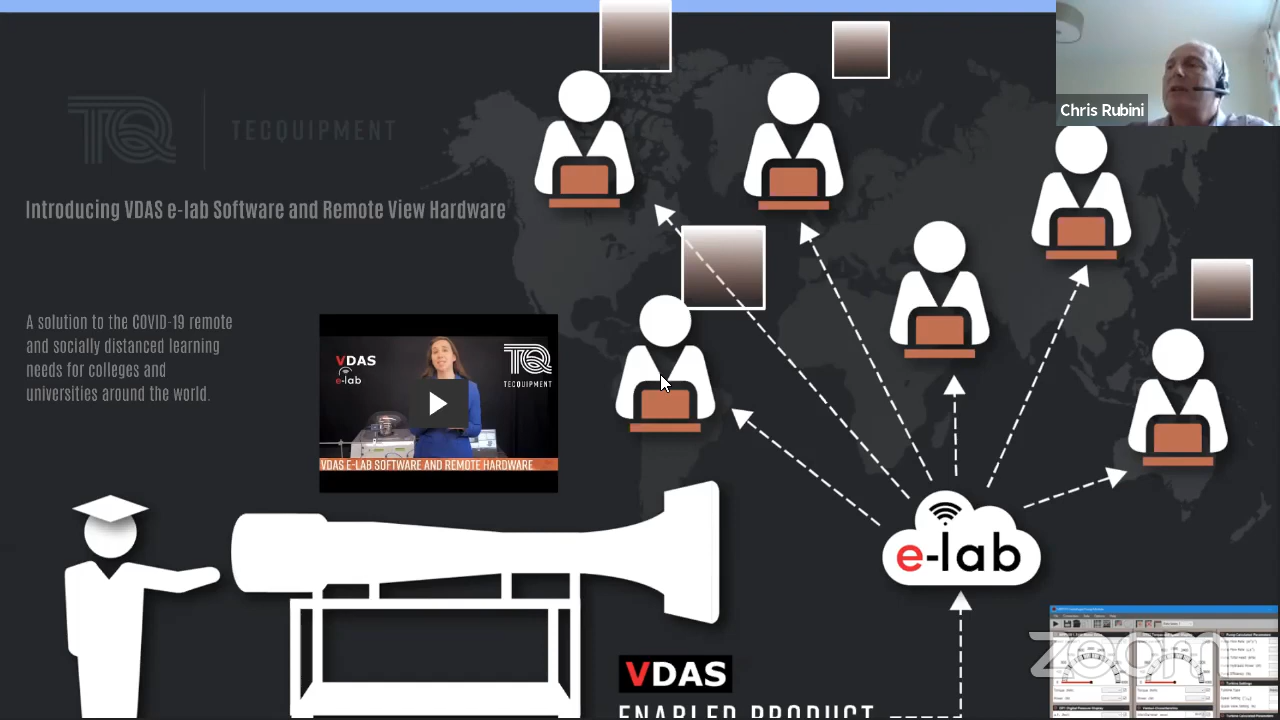 TQ TECQUIPMENT
Chris Rubini
Introducing VDAS e-lab Software and Remote View Hardware
A solution to the COVID-19 remote
and socially distanced learning
needs for colleges and
universities around the world.
VDAS
e-lab
TQ
TECQUIPMENT
VDAS E-LAB SOFTWARE AND REMOTE HARDWARE
e-lab
VDAS
ENABLED PRODUCT
zoom